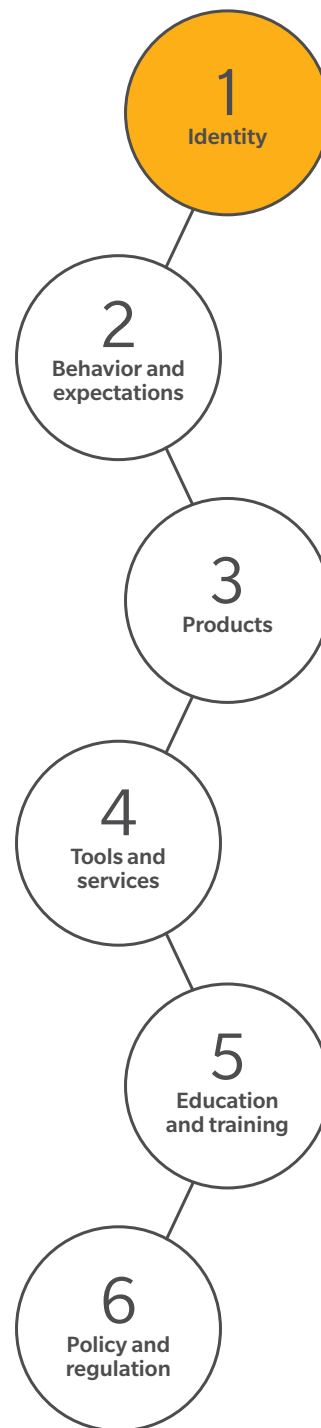 1
Identity
2
Behavior and
expectations
3
Products
4
Tools and
services
5
Education
and training
6
Policy and
regulation